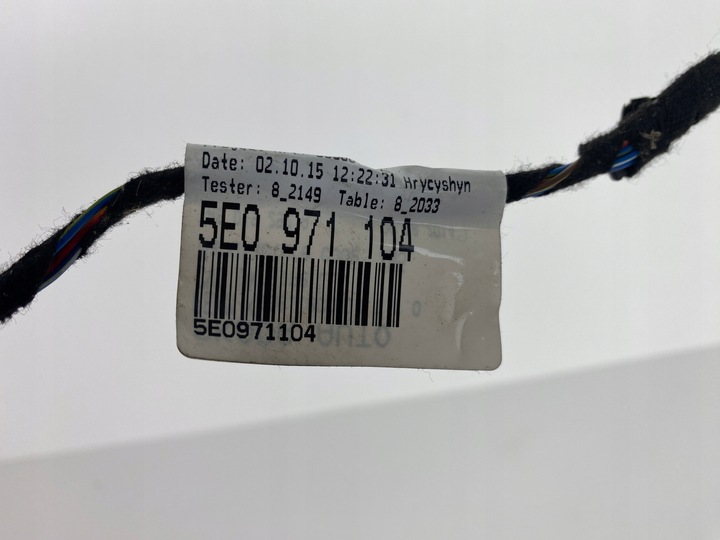 Date: 02.10.15 12:22:31 Hrycyshyn
Tester: 8_2149 Table: 8_2033
5E0 971 104
5E0971104